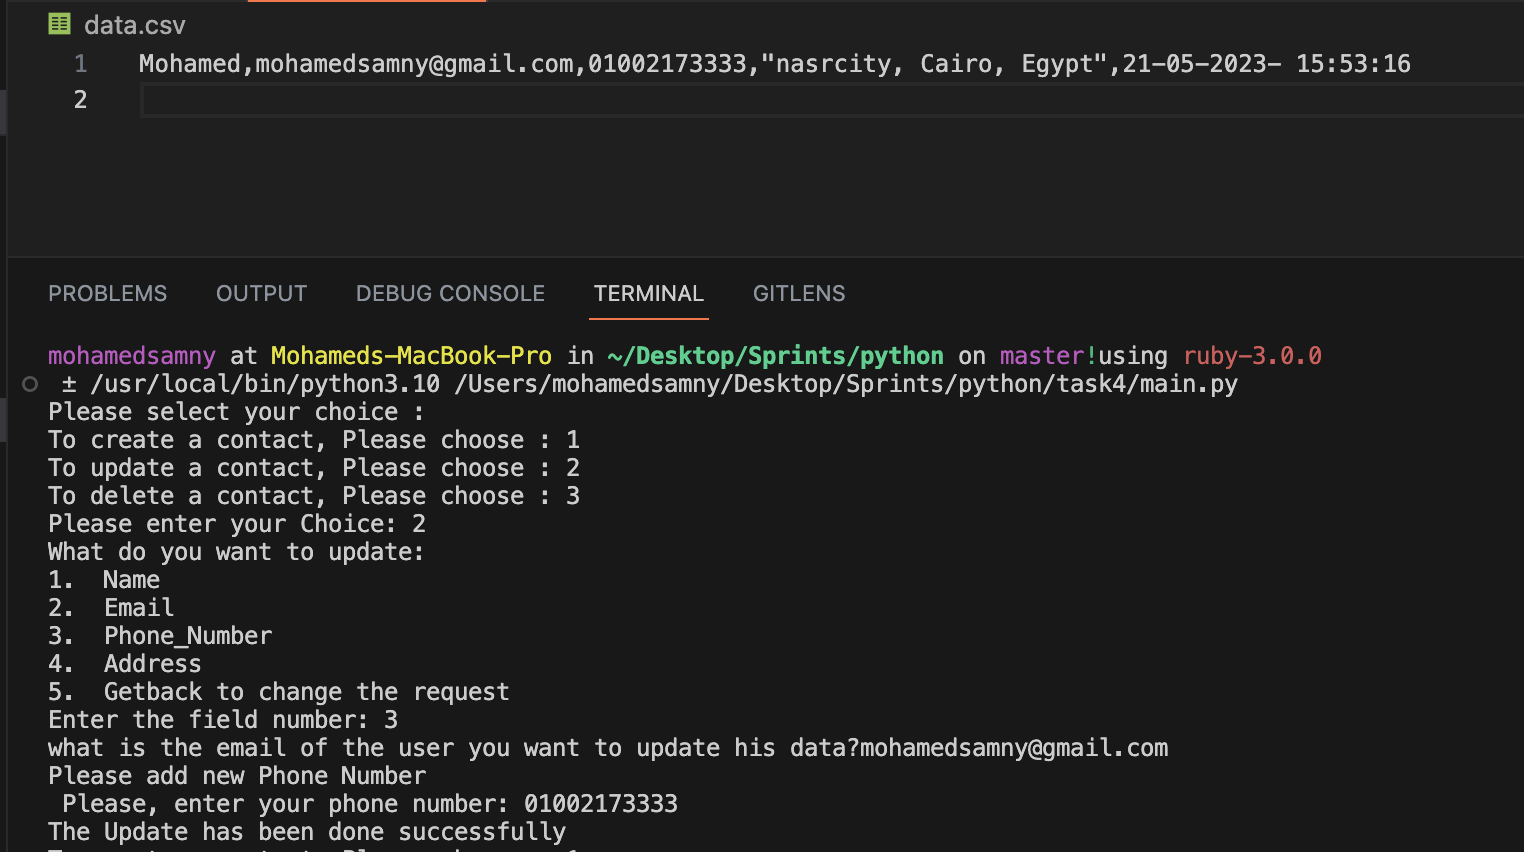 data.csv
1 Mohamed,mohamedsamny@gmail.com,01002173333,"nasrcity, Cairo, Egypt",21-05-2023- 15:53:16
2
PROBLEMS OUTPUT DEBUG CONSOLE TERMINAL GITLENS
mohamedsamny at Mohameds-MacBook-Pro in ~/Desktop/Sprints/python on master!using ruby-3.0.0
± /usr/local/bin/python3.10 /Users/mohamedsamny/Desktop/Sprints/python/task4/main.py
Please select your choice :
To create a contact, Please choose : 1
To update a contact, Please choose : 2
To delete a contact, Please choose : 3
Please enter your Choice: 2
What do you want to update:
1. Name
2. Email
3. Phone_Number
4. Address
5. Getback to change the request
Enter the field number: 3
what is the email of the user you want to update his data?mohamedsamny@gmail.com
Please add new Phone Number
Please, enter your phone number: 01002173333
The Update has been done successfully